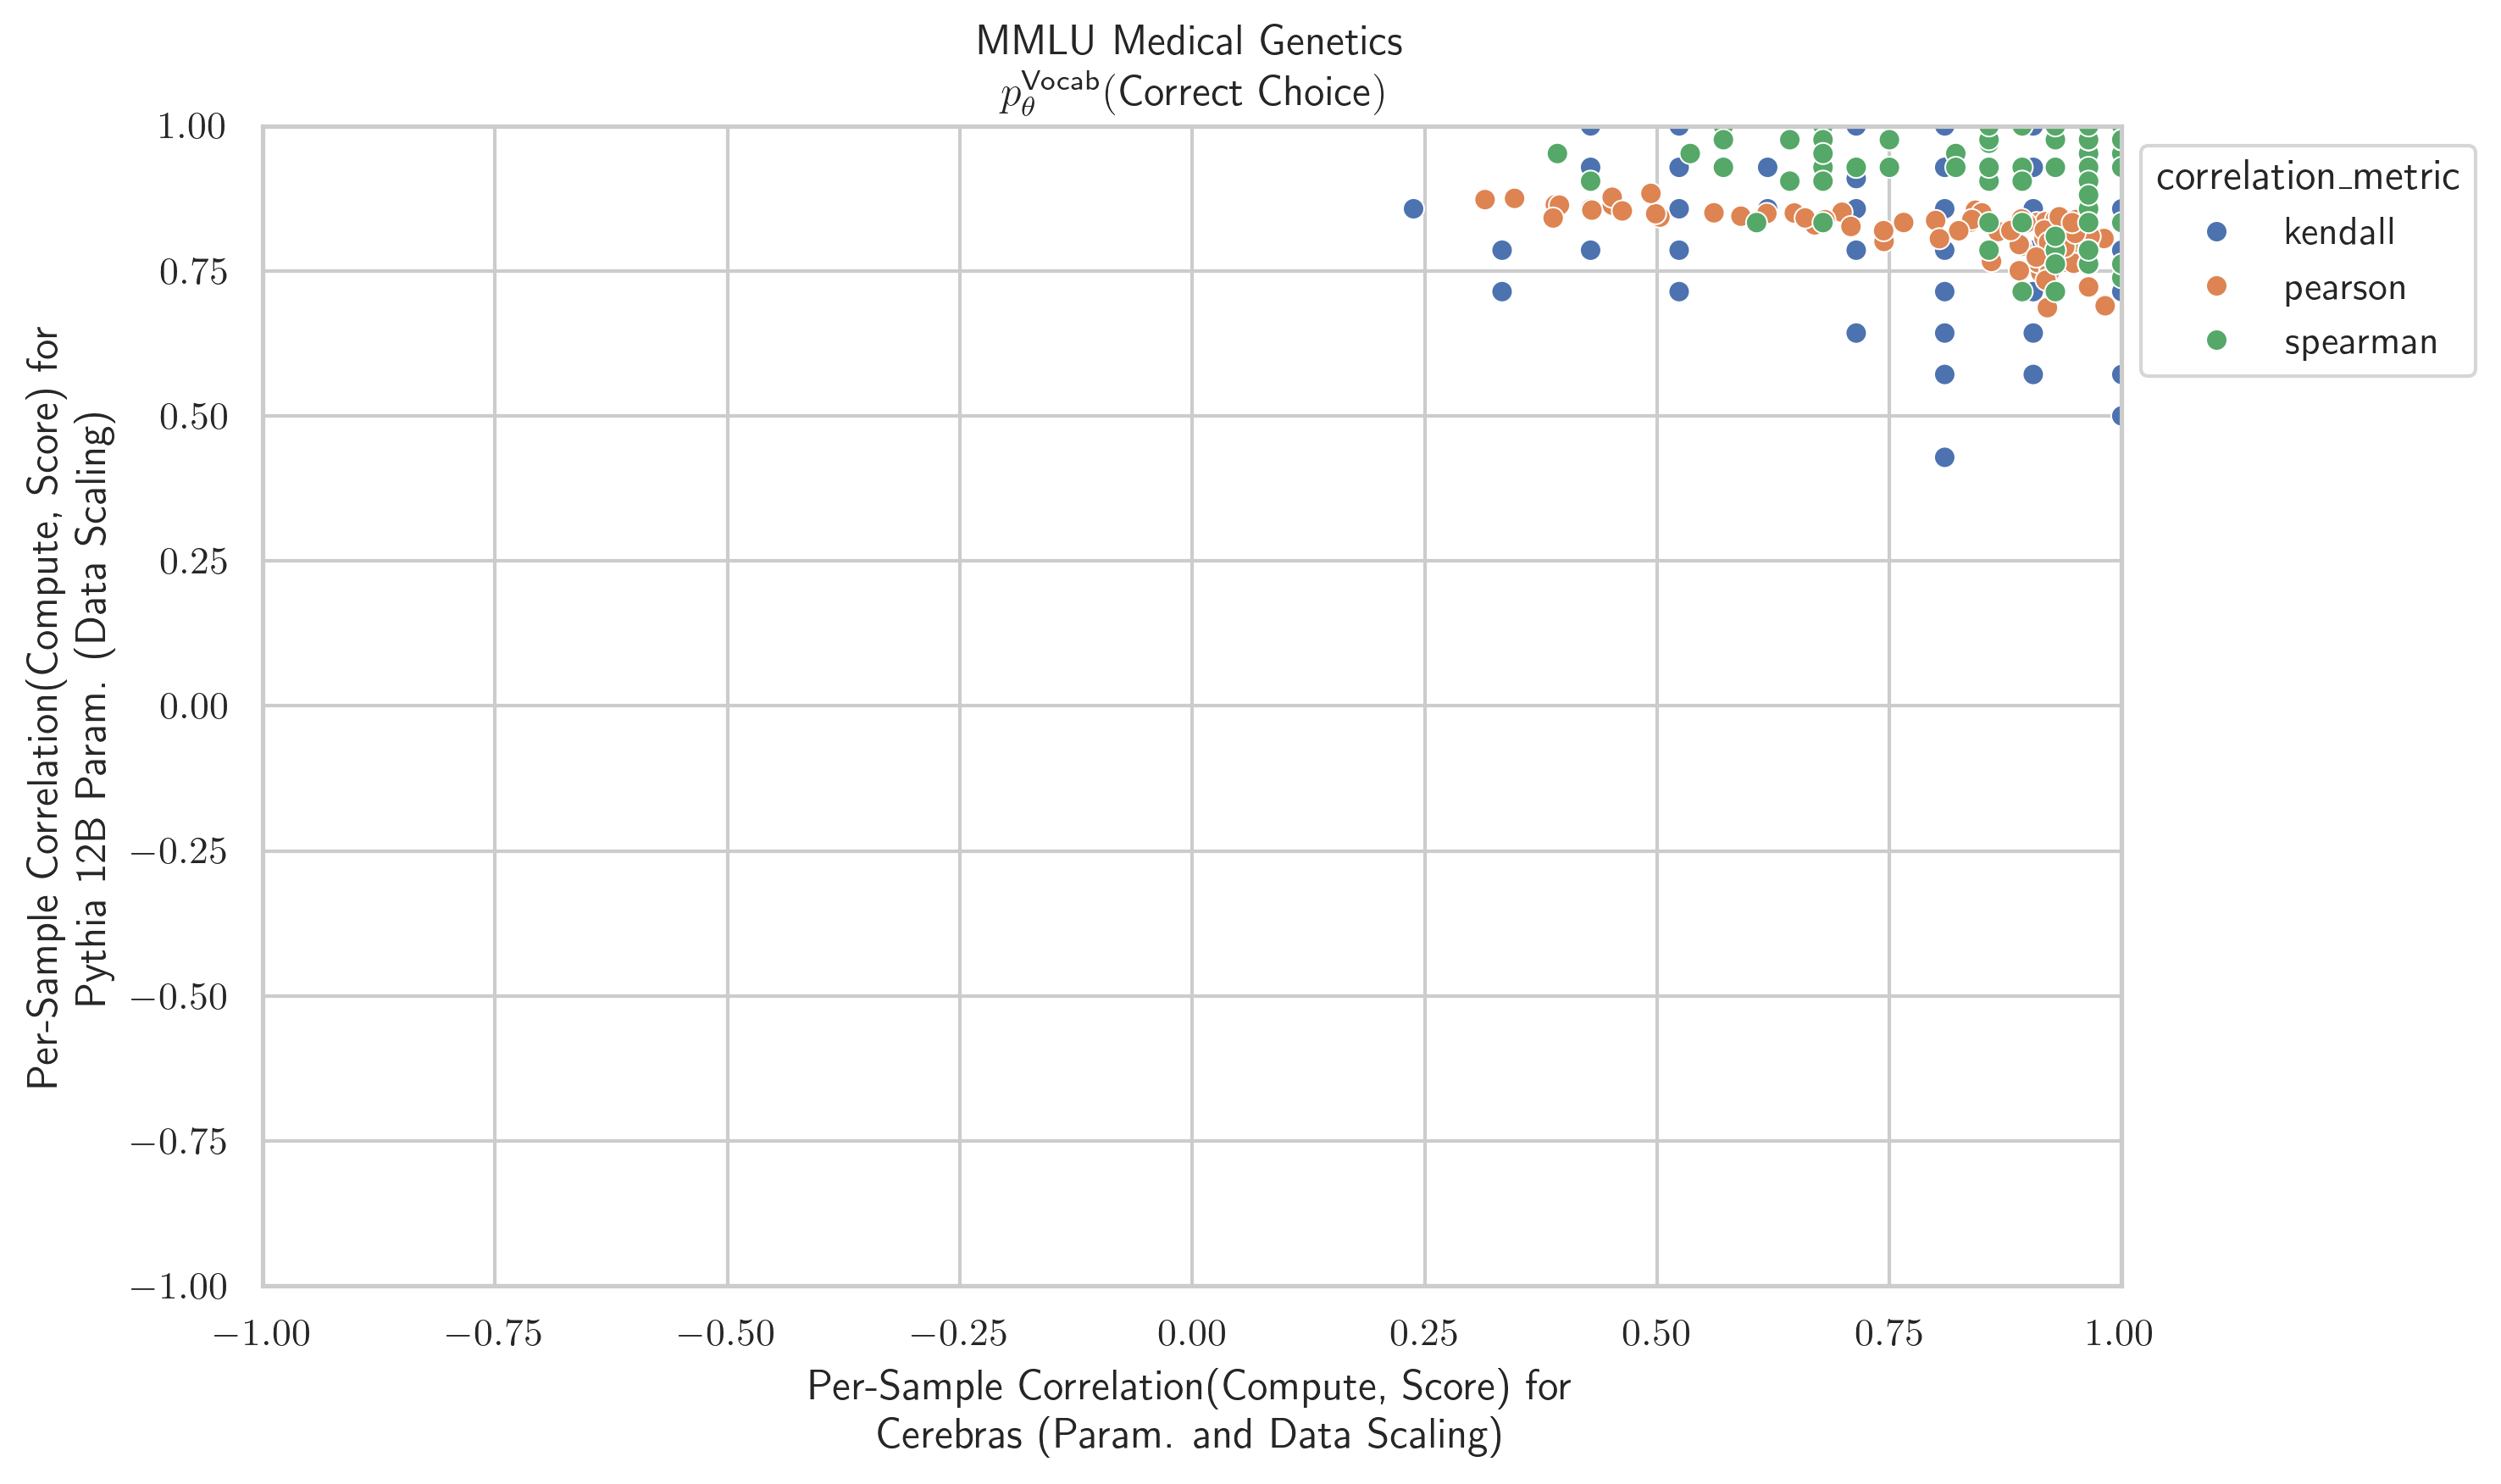 MMLU Medical Genetics
p_θ^Vocab(Correct Choice)
1.00
0.75
0.50
0.25
0.00
−0.25
−0.50
−0.75
−1.00
Per-Sample Correlation(Compute, Score) for
Pythia 12B Param. (Data Scaling)
−1.00
−0.75
−0.50
−0.25
0.00
0.25
0.50
0.75
1.00
Per-Sample Correlation(Compute, Score) for
Cerebras (Param. and Data Scaling)
correlation_metric
kendall
pearson
spearman